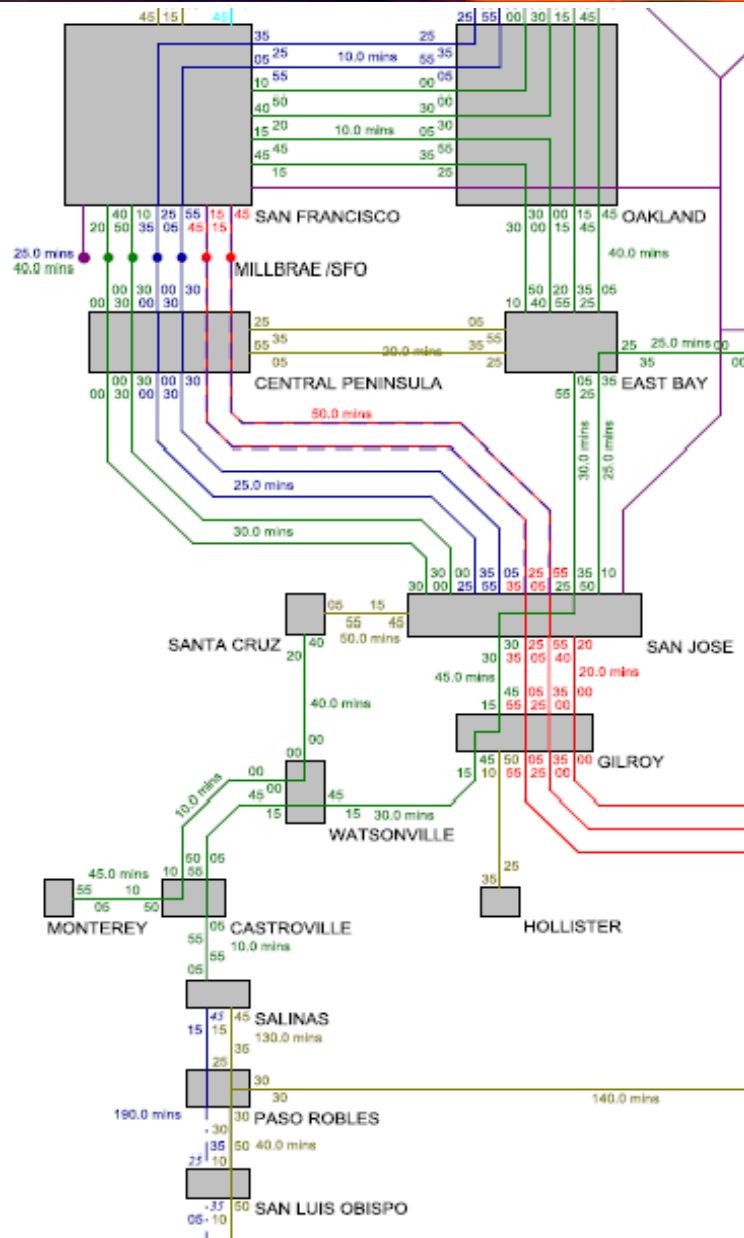 45 15 45 25 55 00 30 15 45
35 25
05 25 10.0 mins 55 35
10 55 00 05
40 50 30 00
15 20 10.0 mins 05 30
45 35 55
15 25
20 40 50 10 35 25 05 55 45 15 15 45 SAN FRANCISCO 30 30 00 00 15 15 45 45 OAKLAND
25.0 mins
40.0 mins
MILLBRAE /SFO
40.0 mins
00 00 30 30 00 00 30 30 10 50 40 20 55 35 25 05
25 05
35 55
55 20.0 mins 35
05 25
25 25.0 mins 00
35 00
CENTRAL PENINSULA
EAST BAY
00 00 30 30 00 00 30 30 55 05 25 35
50.0 mins
30.0 mins
25.0 mins
25.0 mins
30.0 mins
30 30 00 00 25 35 55 05 35 25 05 55 25 35 50 10
05 15
55 45
50.0 mins
SANTA CRUZ
SAN JOSE
20 40
30 30 35 25 05 55 40 20
45.0 mins
20.0 mins
40.0 mins
15 45 55 05 25 35 00 00
GILROY
00 00
00
00
10.0 mins
45 45
15 15 30.0 mins
15 45 10 50 55 05 25 35 00 00
WATSONVILLE
10 50 55 05
45.0 mins
55 10
05 50
35 25
MONTEREY
CASTROVILLE
HOLLISTER
55 05
10.0 mins
05 55
SALINAS
15 45 15 45
130.0 mins
25 35
30
30
140.0 mins
PASO ROBLES
190.0 mins
30 30
35 50 40.0 mins
25 10
SAN LUIS OBISPO
35 50
05 10